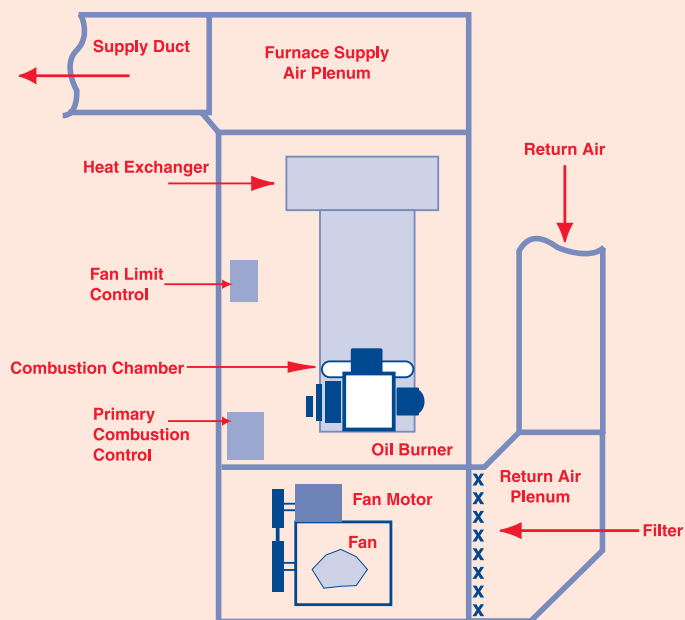 Supply Duct
Furnace Supply
Air Plenum
Return Air
Heat Exchanger
Fan Limit
Control
Combustion Chamber
Primary
Combustion
Control
Oil Burner
Return Air
Plenum
Fan Motor
Filter
Fan
X
X
X
X
X
X
X
X